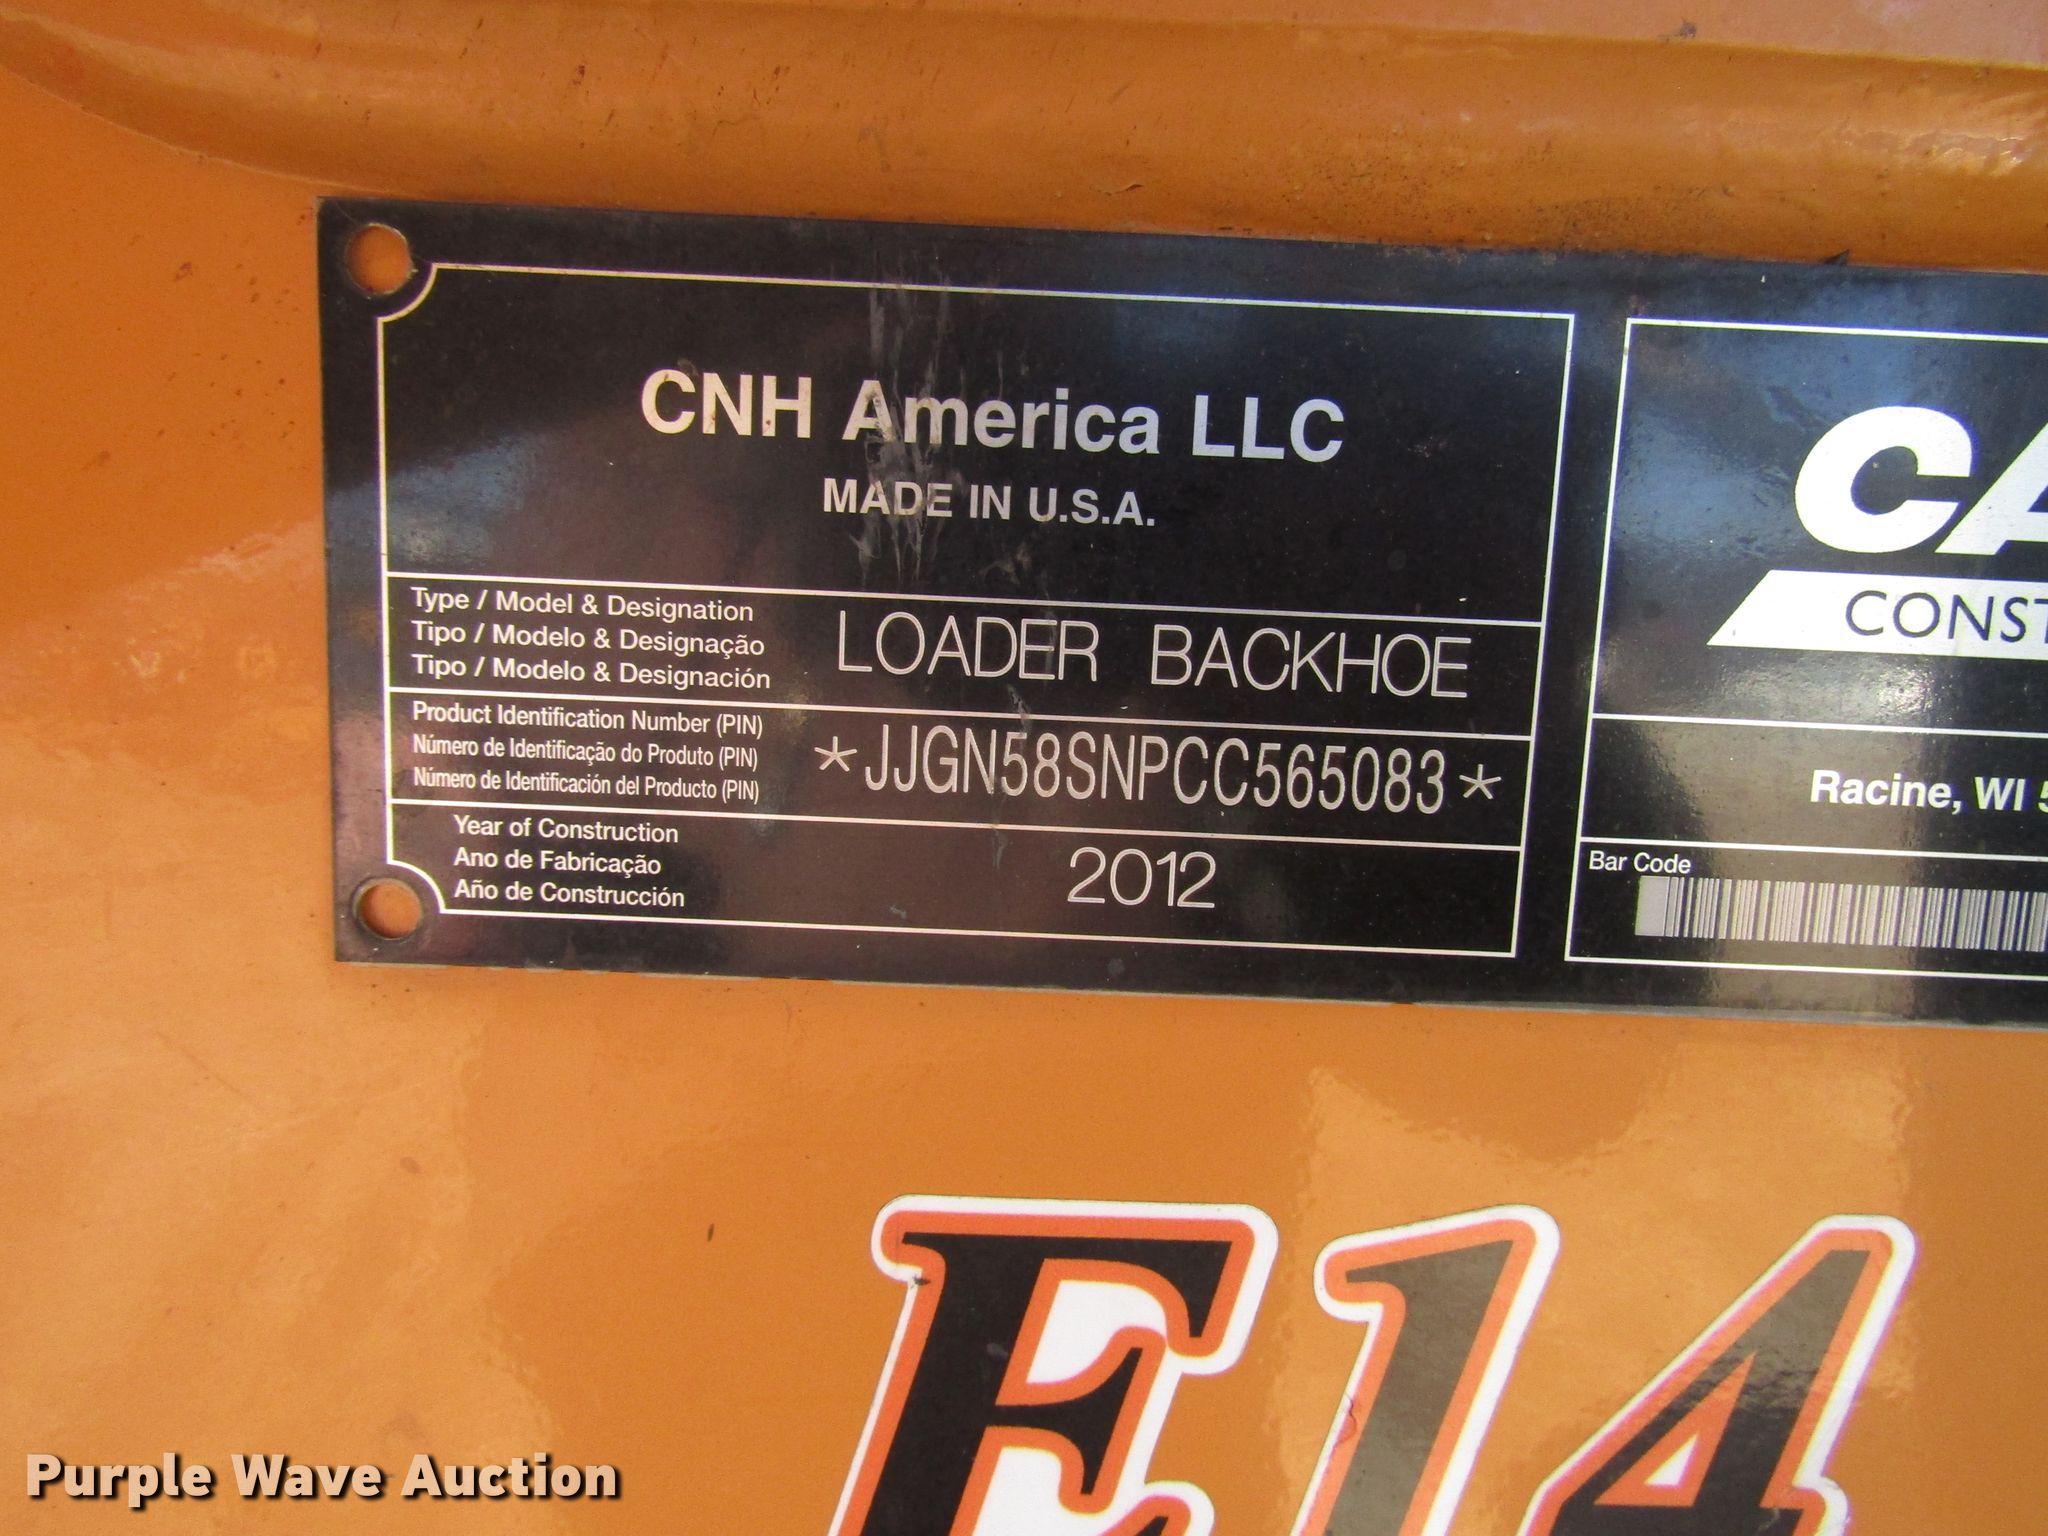 CNH America LLC
MADE IN U.S.A.
Type / Model & Designation
Tipo / Modelo & Designação
Tipo / Modelo & Designación
LOADER BACKHOE
Product Identification Number (PIN)
Número de Identificação do Produto (PIN)
Número de Identificación del Producto (PIN)
*JJGN58SNPCC565083*
Year of Construction
Ano de Fabricação
Año de Construcción
2012
CA
CONST
Racine, WI 5
Bar Code
E14
Purple Wave Auction